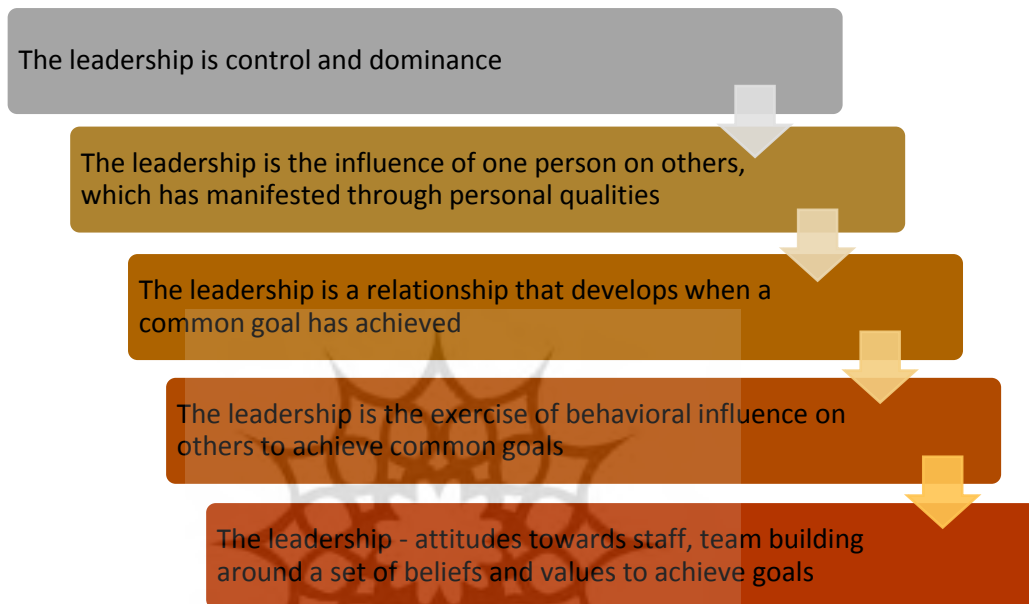 The leadership is control and dominance
The leadership is the influence of one person on others,
which has manifested through personal qualities
The leadership is a relationship that develops when a
common goal has achieved
The leadership is the exercise of behavioral influence on
others to achieve common goals
The leadership - attitudes towards staff, team building
around a set of beliefs and values to achieve goals